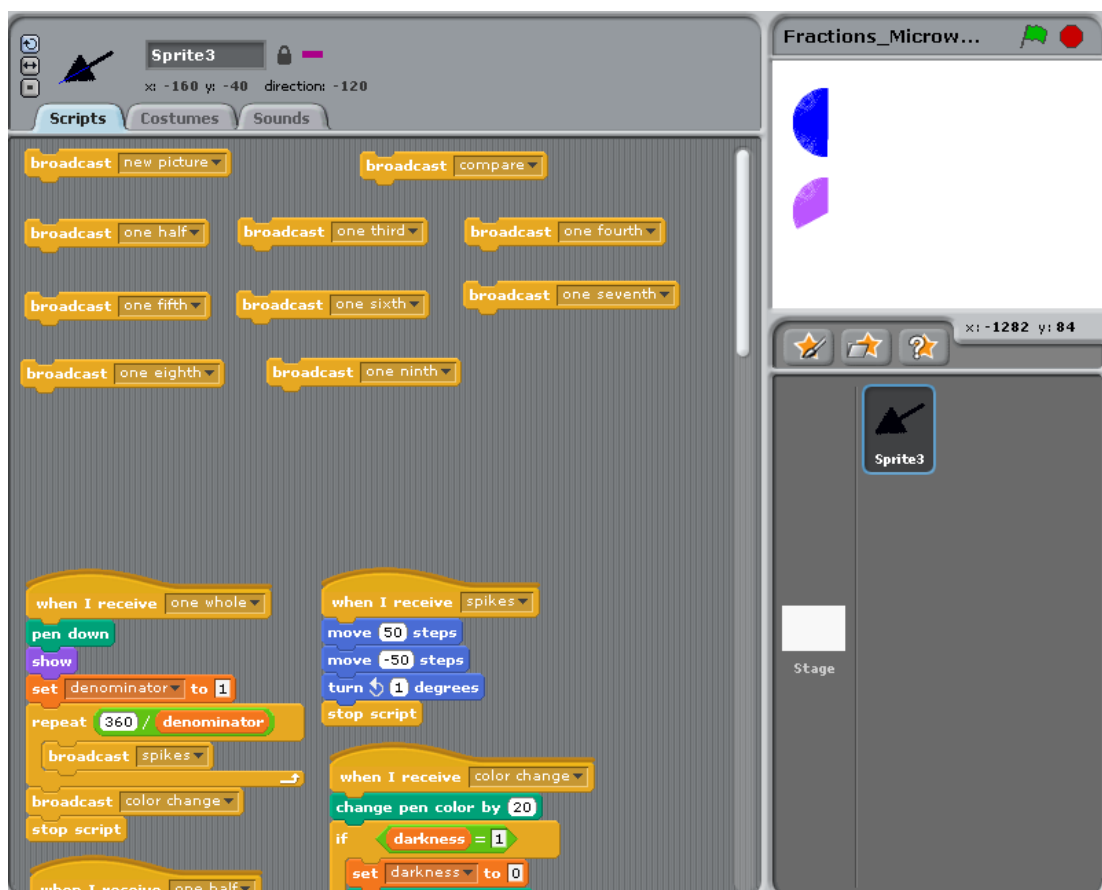 Sprite3
x: -160 y: -40 direction: -120
Scripts Costumes Sounds
broadcast new picture
broadcast compare
broadcast one half
broadcast one third
broadcast one fourth
broadcast one fifth
broadcast one sixth
broadcast one seventh
broadcast one eighth
broadcast one ninth
when I receive one whole
pen down
show
set denominator to 1
repeat 360 / denominator
broadcast spikes
broadcast color change
stop script
when I receive one half
when I receive spikes
move 50 steps
move -50 steps
turn 1 degrees
stop script
when I receive color change
change pen color by 20
if darkness = 1
set darkness to 0
Fractions_Microw...
x: -1282 y: 84
Sprite3
Stage